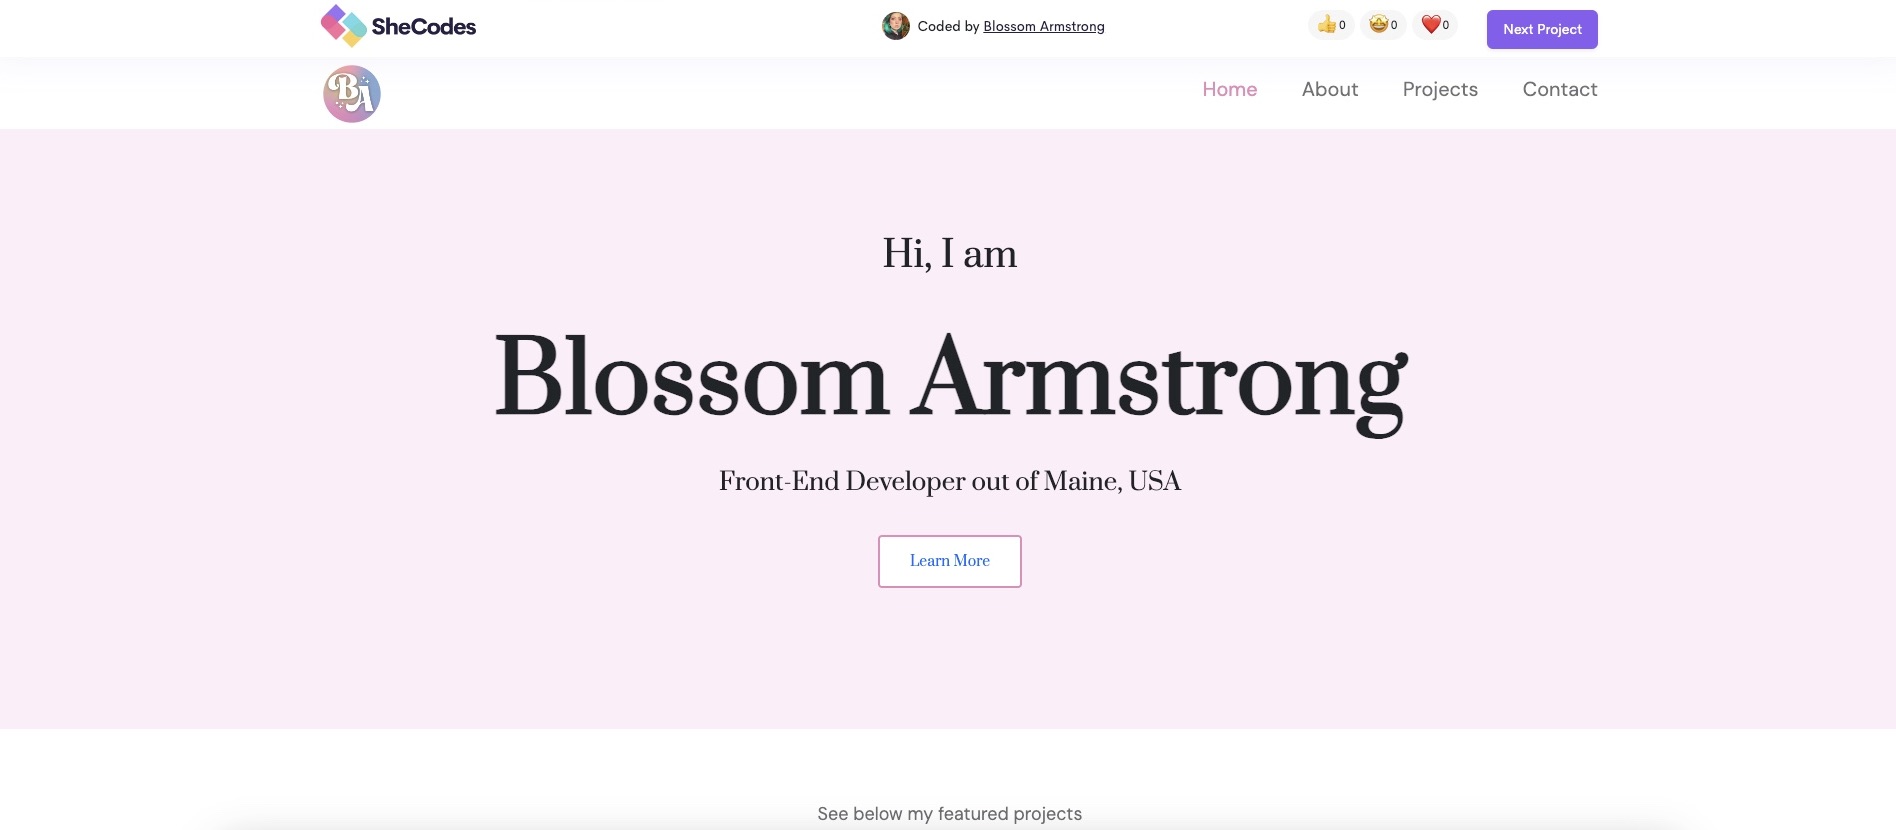 SheCodes
Coded by Blossom Armstrong
👍0 🤩0 ❤️0
Next Project
BA
Home About Projects Contact
Hi, I am
Blossom Armstrong
Front-End Developer out of Maine, USA
Learn More
See below my featured projects